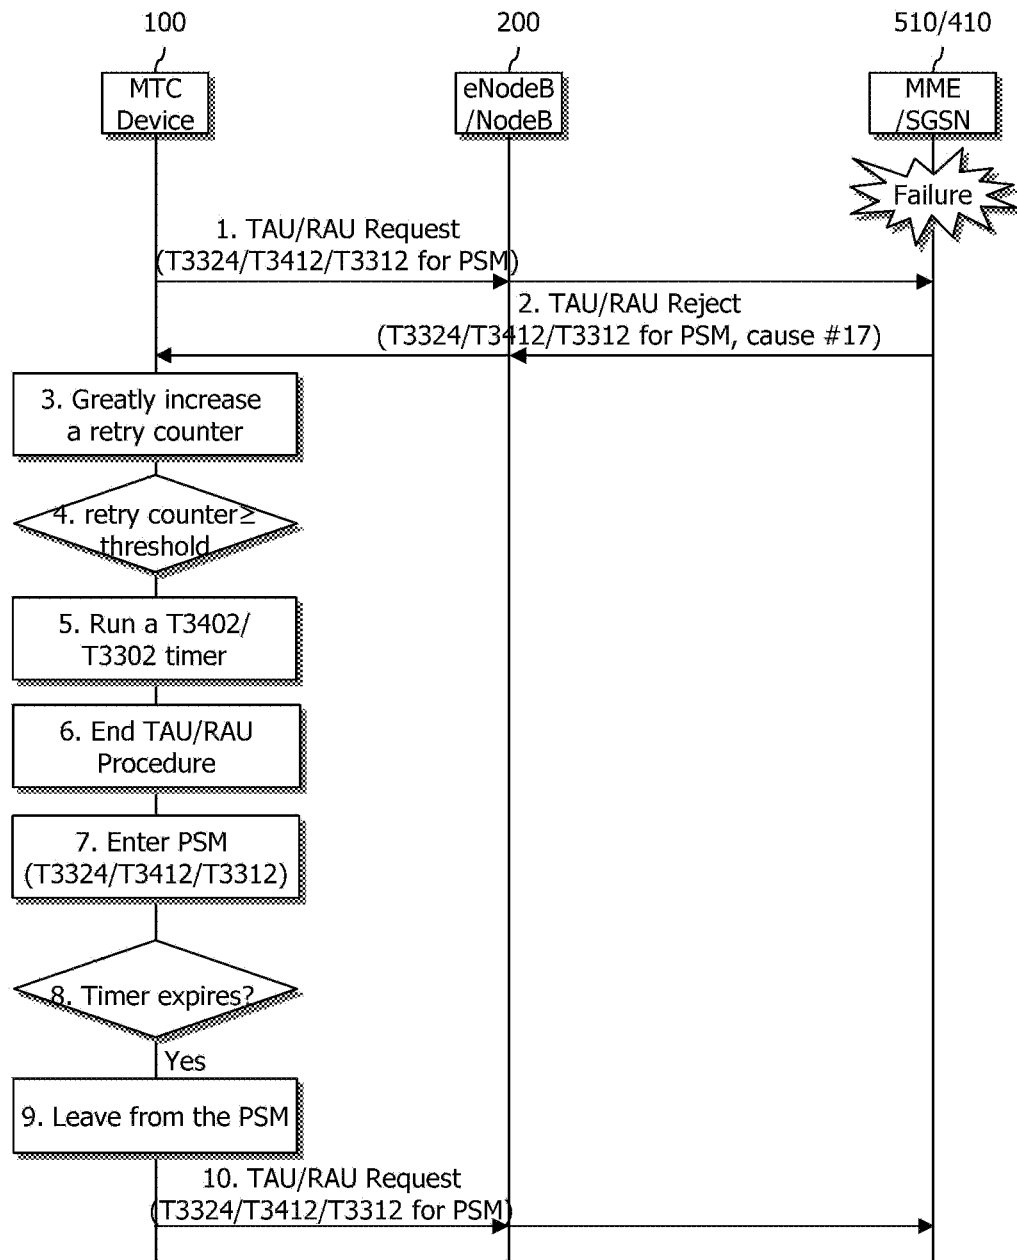 100
200
510/410
MTC
Device
eNodeB
/NodeB
MME
/SGSN
Failure
1. TAU/RAU Request
(T3324/T3412/T3312 for PSM)
2. TAU/RAU Reject
(T3324/T3412/T3312 for PSM, cause #17)
3. Greatly increase
a retry counter
4. retry counter≥
threshold
5. Run a T3402/
T3302 timer
6. End TAU/RAU
Procedure
7. Enter PSM
(T3324/T3412/T3312)
8. Timer expires?
Yes
9. Leave from the PSM
10. TAU/RAU Request
(T3324/T3412/T3312 for PSM)